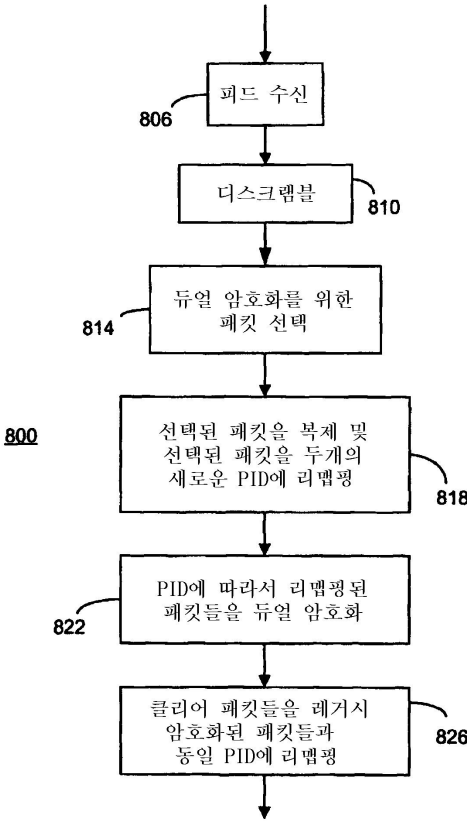 피드 수신
806
디스크램블
810
듀얼 암호화를 위한
패킷 선택
814
800
선택된 패킷을 복제 및
선택된 패킷을 두개의
새로운 PID에 리맵핑
818
PID에 따라서 리맵핑된
패킷들을 듀얼 암호화
822
클리어 패킷들을 레거시
암호화된 패킷들과
동일 PID에 리맵핑
826